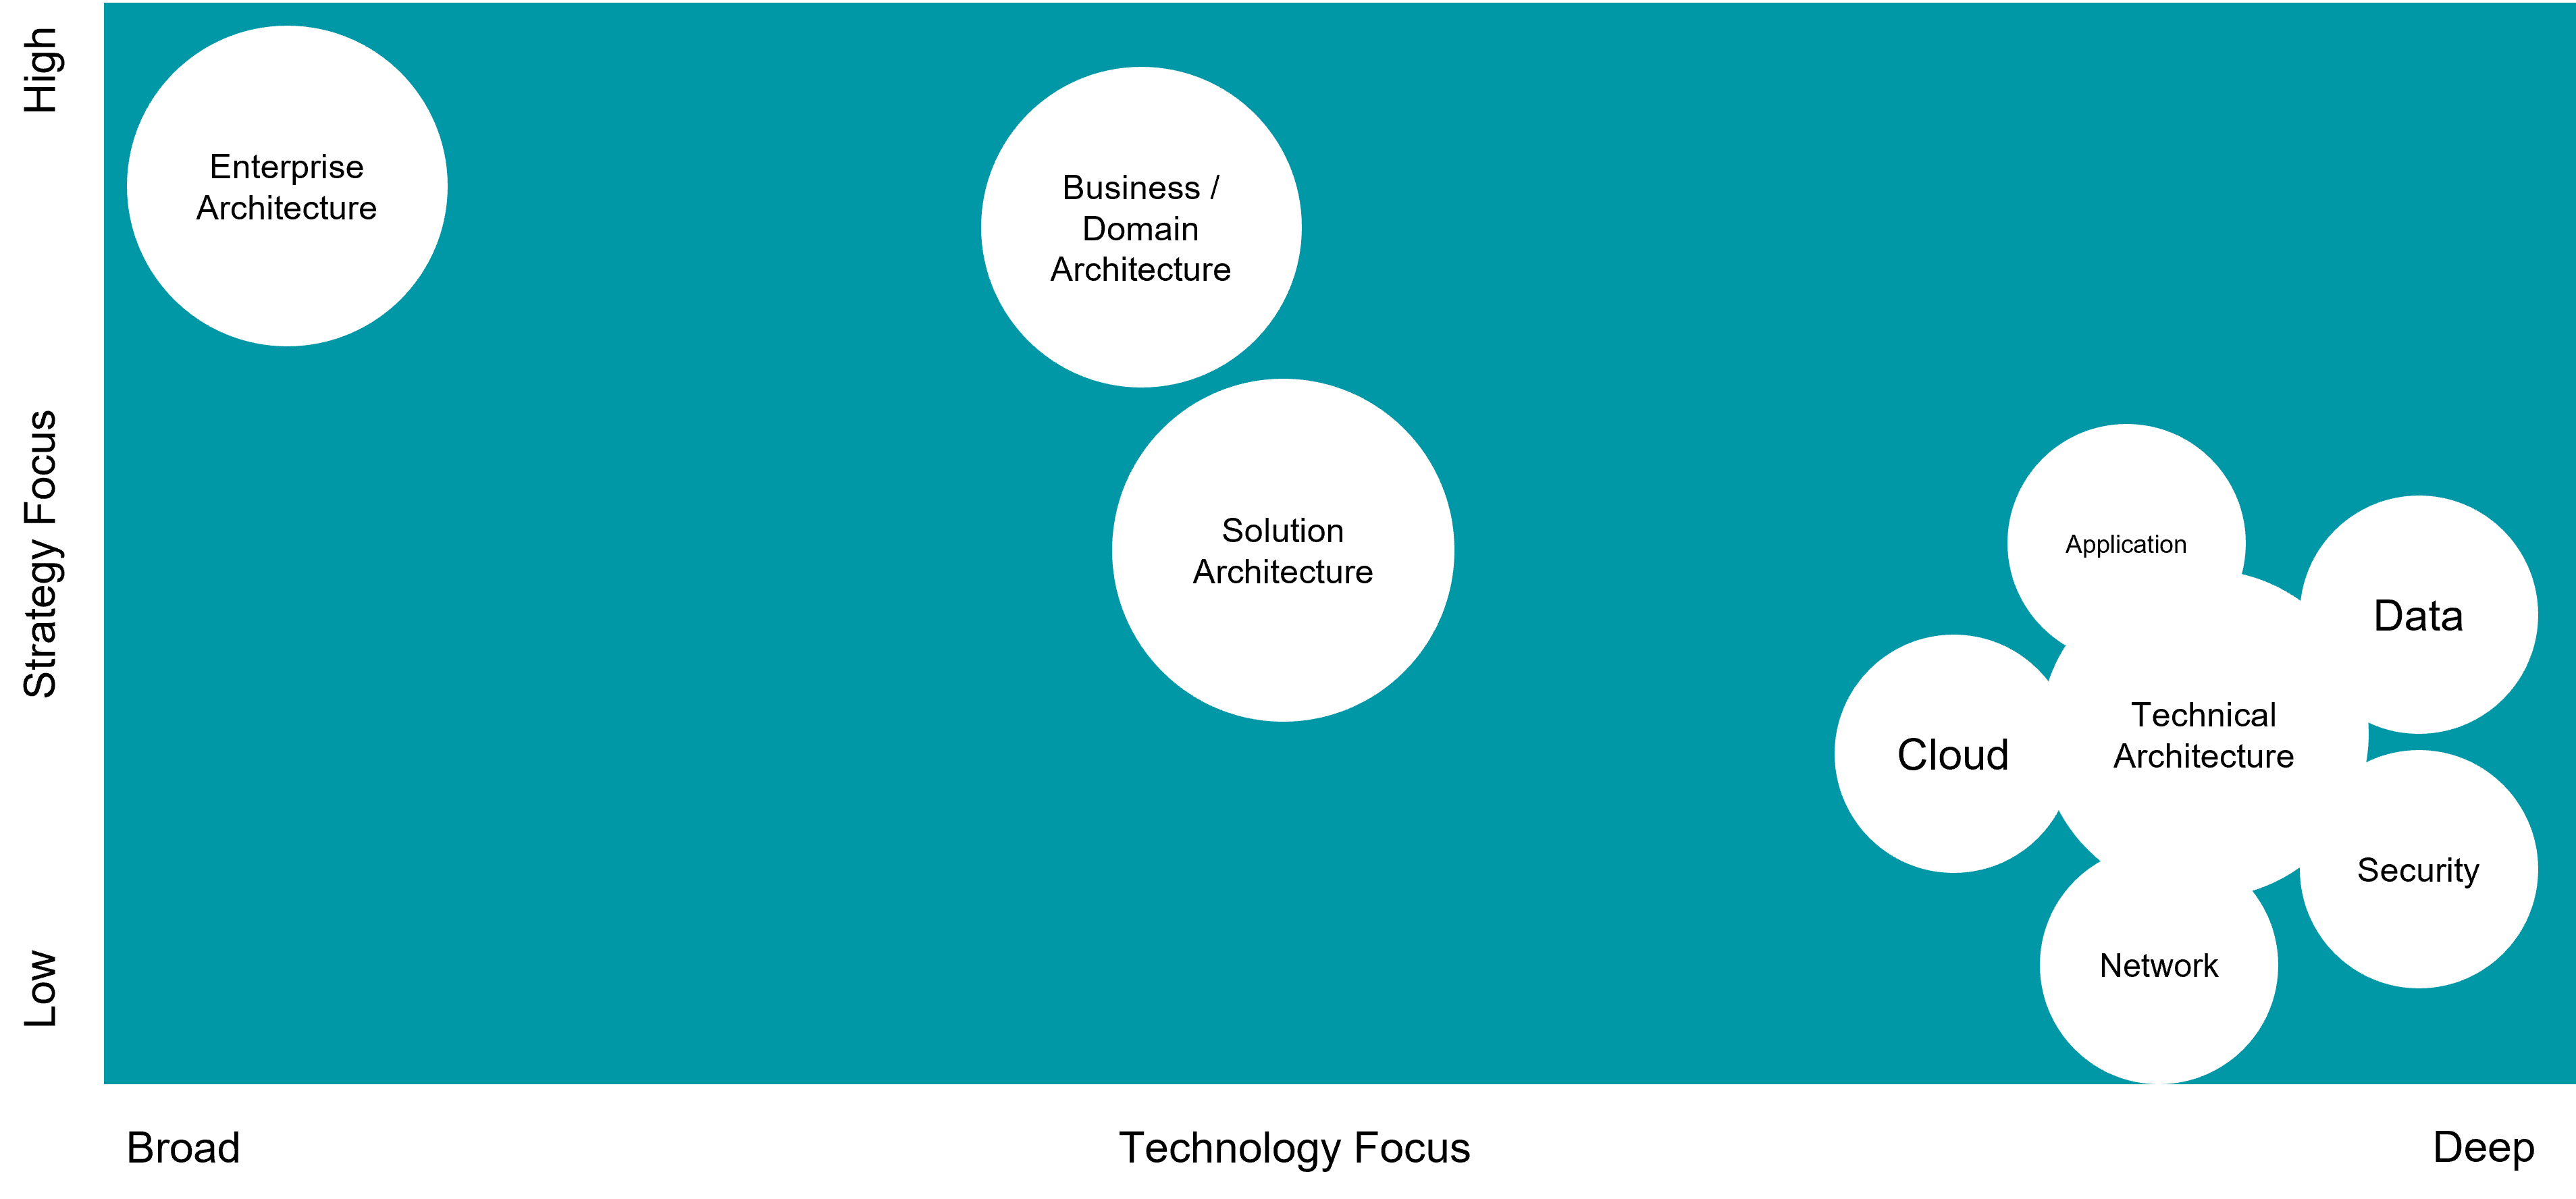 High
Strategy Focus
Low
Enterprise
Architecture
Business /
Domain
Architecture
Solution
Architecture
Application
Data
Cloud
Technical
Architecture
Security
Network
Broad
Technology Focus
Deep